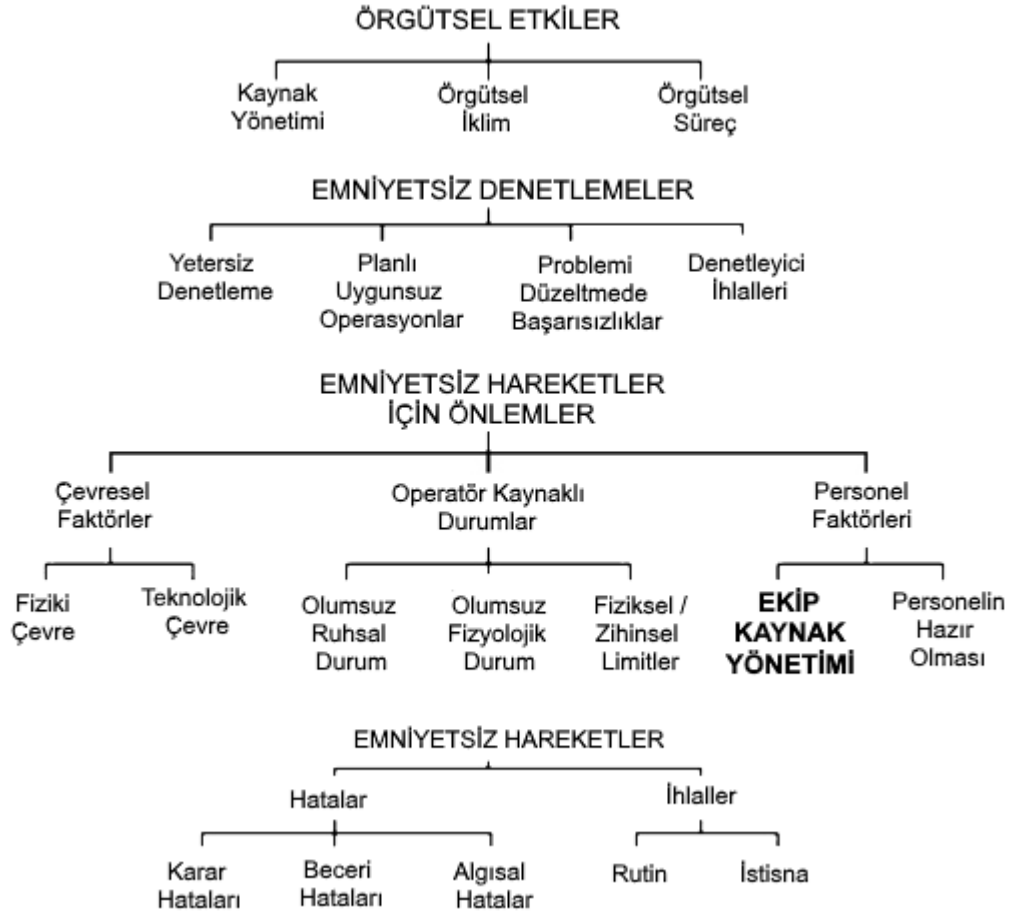 ÖRGÜTSEL ETKİLER
Kaynak
Yönetimi
Örgütsel
İklim
Örgütsel
Süreç
EMNİYETSİZ DENETLEMELER
Yetersiz
Denetleme
Planlı
Uygunsuz
Operasyonlar
Problemi
Düzeltmede
Başarısızlıklar
Denetleyici
İhlalleri
EMNİYETSİZ HAREKETLER
İÇİN ÖNLEMLER
Çevresel
Faktörler
Operatör Kaynaklı
Durumlar
Personel
Faktörleri
Fiziki
Çevre
Teknolojik
Çevre
Olumsuz
Ruhsal
Durum
Olumsuz
Fizyolojik
Durum
Fiziksel /
Zihinsel
Limitler
EKİP
KAYNAK
YÖNETİMİ
Personelin
Hazır
Olması
EMNİYETSİZ HAREKETLER
Hatalar
İhlaller
Karar
Hataları
Beceri
Hataları
Algısal
Hatalar
Rutin
İstisna